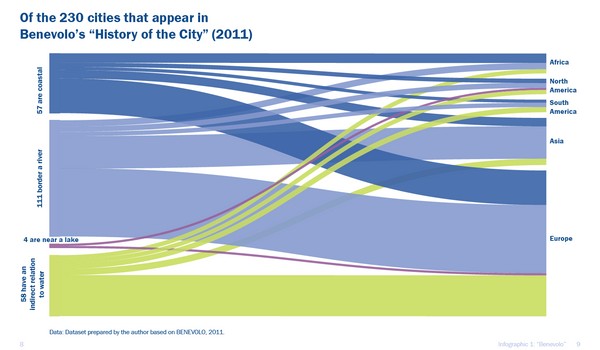 Of the 230 cities that appear in
Benevolo's “History of the City” (2011)
57 are coastal
111 border a river
4 are near a lake
58 have an
indirect relation
to water
Africa
North
America
South
America
Asia
Europe
Data: Dataset prepared by the author based on BENEVOLO, 2011.
8
Infographic 1 “Benevolo” 9